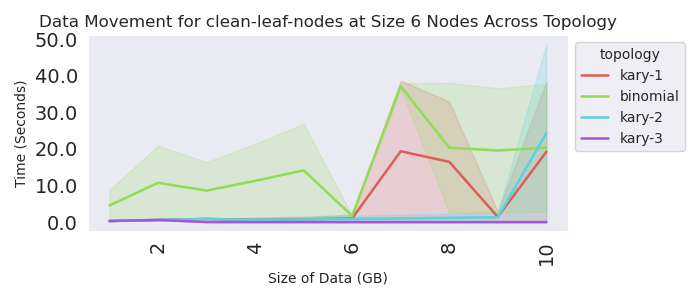 Data Movement for clean-leaf-nodes at Size 6 Nodes Across Topology
50.0
40.0
30.0
20.0
10.0
0.0
Time (Seconds)
2
4
6
8
10
Size of Data (GB)
topology
kary-1
binomial
kary-2
kary-3